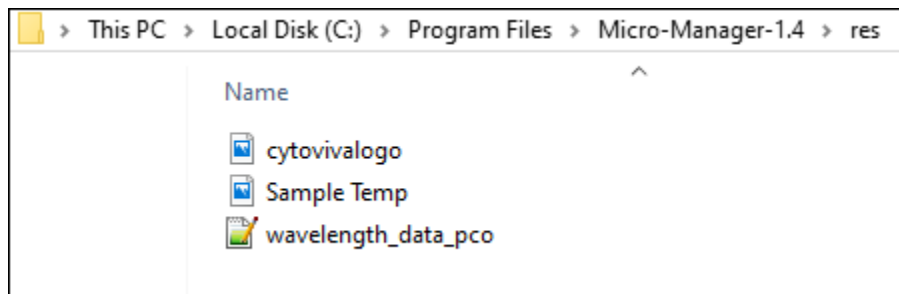 This PC > Local Disk (C:) > Program Files > Micro-Manager-1.4 > res
Name
cytovivalogo
Sample Temp
wavelength_data_pco